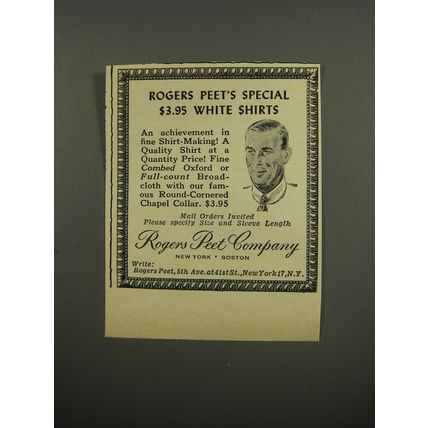 ROGERS PEET'S SPECIAL
$3.95 WHITE SHIRTS
An achievement in
fine Shirt-Making! A
Quality Shirt at a
Quantity Price! Fine
Combed Oxford or
Full-count Broad-
cloth with our fam-
ous Round-Cornered
Chapel Collar. $3.95
Mail Orders Invited
Please specify Size and Sleeve Length
Rogers Peet Company
NEW YORK • BOSTON
Write:
Rogers Peet, 5th Ave. at 41st St., New York 17, N.Y.